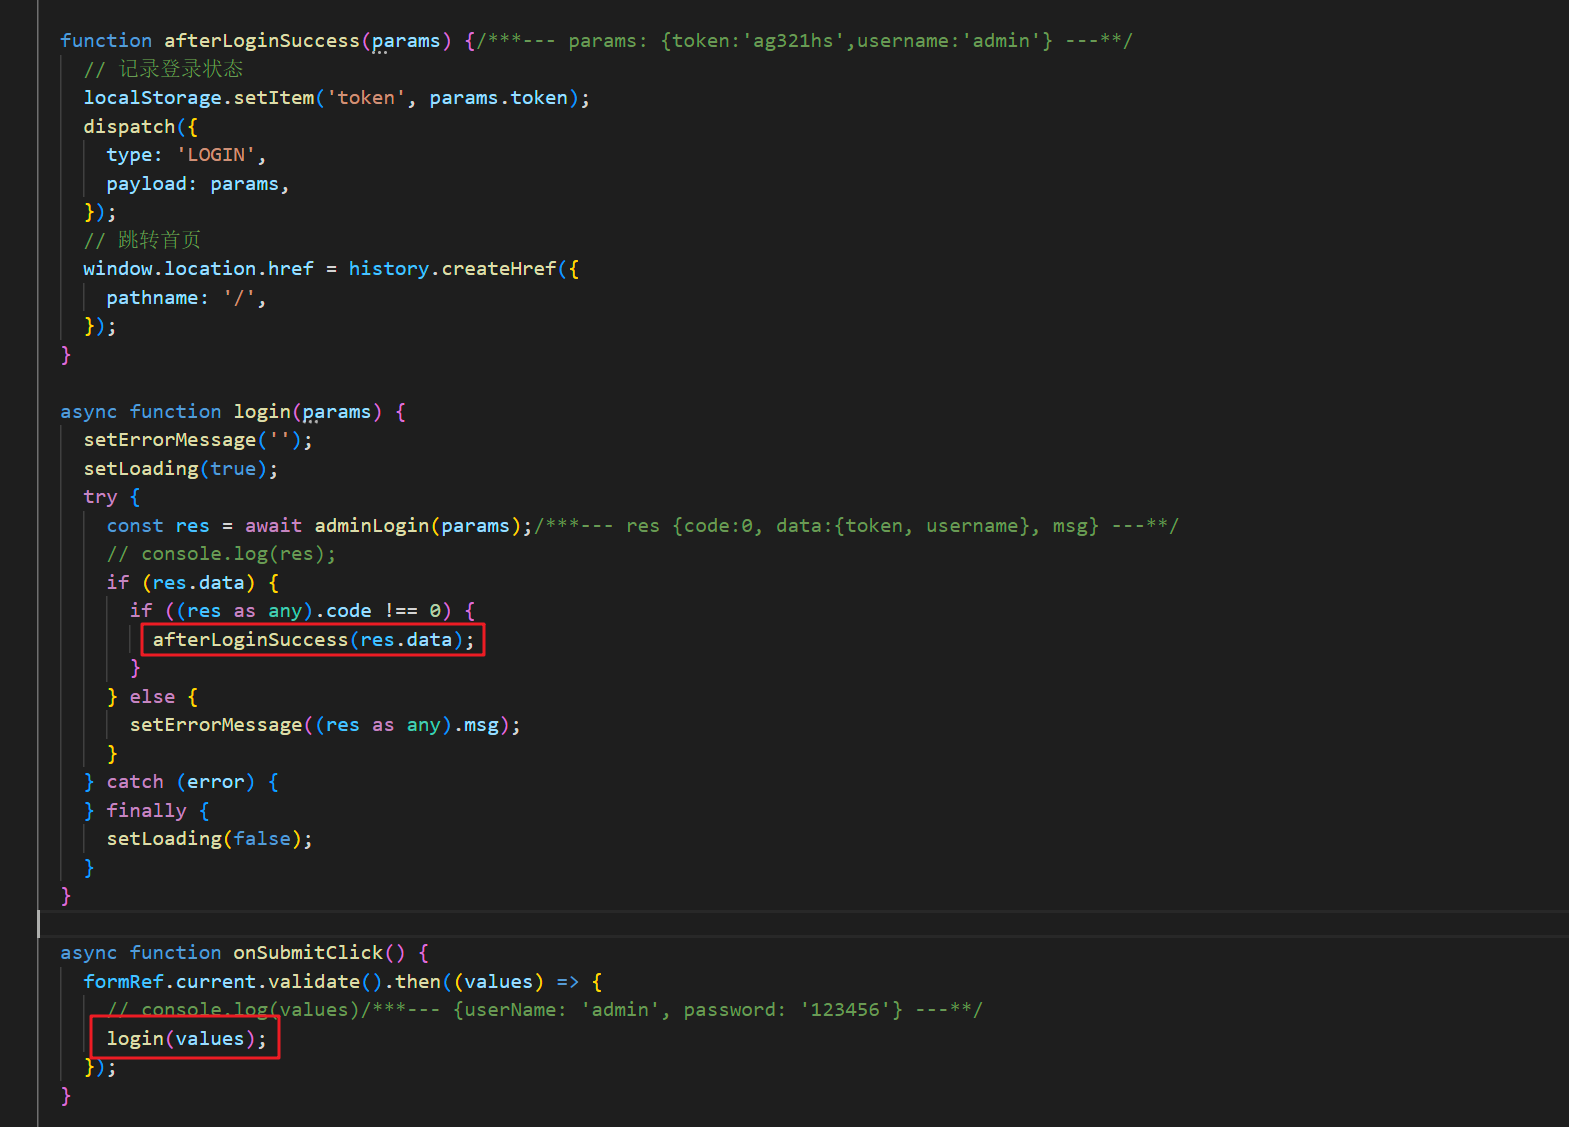 function afterLoginSuccess(params) {/***--- params: {token:'ag321hs',username:'admin'} ---**/
// 记录登录状态
localStorage.setItem('token', params.token);
dispatch({
type: 'LOGIN',
payload: params,
});
// 跳转首页
window.location.href = history.createHref({
pathname: '/',
});
}
async function login(params) {
setErrorMessage('');
setLoading(true);
try {
const res = await adminLogin(params);/***--- res {code:0, data:{token, username}, msg} ---**/
// console.log(res);
if (res.data) {
if ((res as any).code !== 0) {
afterLoginSuccess(res.data);
}
} else {
setErrorMessage((res as any).msg);
}
} catch (error) {
} finally {
setLoading(false);
}
}
async function onSubmitClick() {
formRef.current.validate().then((values) => {
// console.log(values)/***--- {userName: 'admin', password: '123456'} ---**/
login(values);
});
}